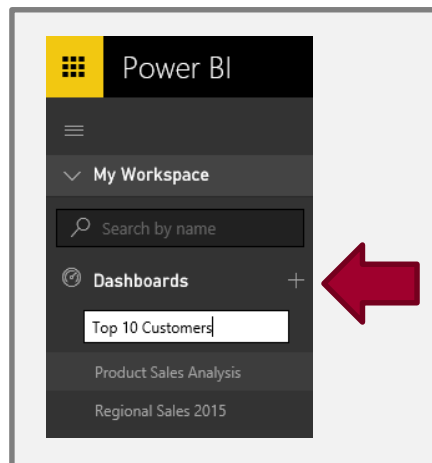 Power BI
My Workspace
Search by name
Dashboards
Top 10 Customers
Product Sales Analysis
Regional Sales 2015